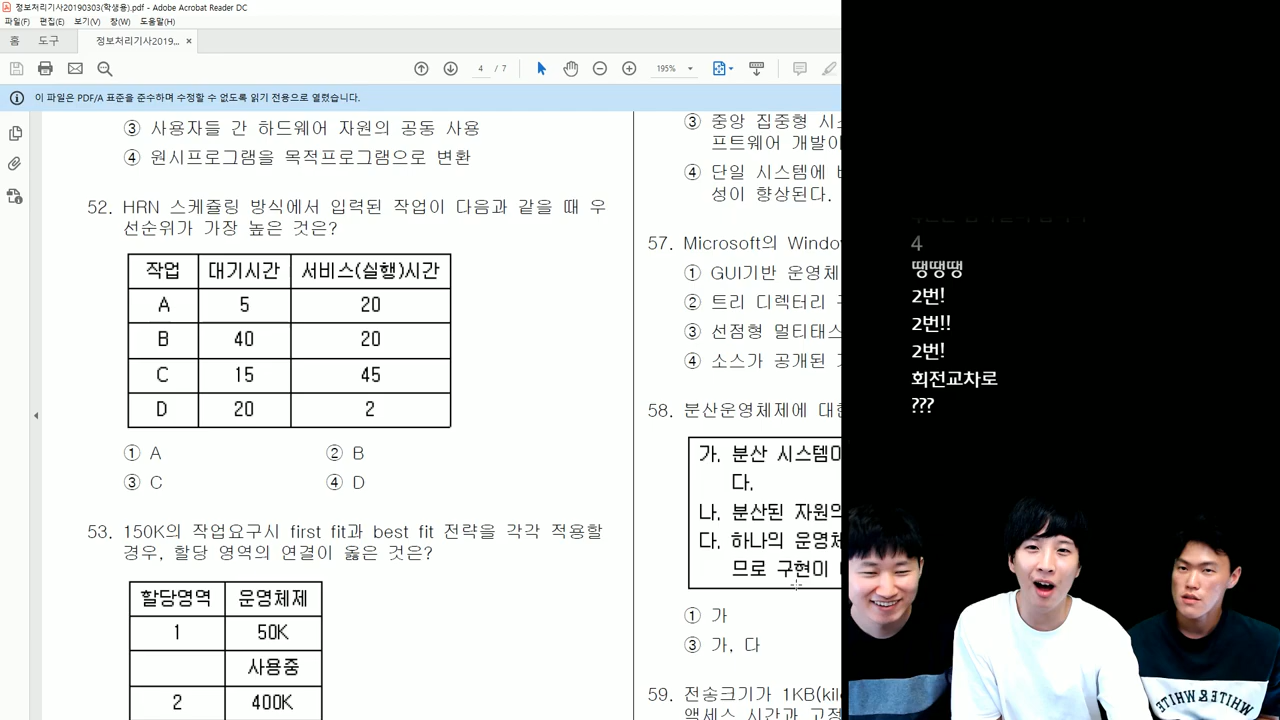 정보처리기사20190303(학생용).pdf - Adobe Acrobat Reader DC
파일(F) 편집(E) 보기(V) 창(W) 도움말(H)
홈 도구 정보처리기사2019... ×
4 / 7 195%
이 파일은 PDF/A 표준을 준수하며 수정할 수 없도록 읽기 전용으로 열렸습니다.
③ 사용자들 간 하드웨어 자원의 공동 사용
④ 원시프로그램을 목적프로그램으로 변환
52. HRN 스케쥴링 방식에서 입력된 작업이 다음과 같을 때 우
선순위가 가장 높은 것은?
작업 대기시간 서비스(실행)시간
A 5 20
B 40 20
C 15 45
D 20 2
① A ② B
③ C ④ D
53. 150K의 작업요구시 first fit과 best fit 전략을 각각 적용할
경우, 할당 영역의 연결이 옳은 것은?
할당영역 운영체제
1 50K
사용중
2 400K
③ 중앙 집중형 시
프트웨어 개발이
④ 단일 시스템에
성이 향상된다.
57. Microsoft의 Window
① GUI기반 운영체
② 트리 디렉터리
③ 선점형 멀티태스
④ 소스가 공개된
58. 분산운영체제에 대한
가. 분산 시스템이
다.
나. 분산된 자원의
다. 하나의 운영체
므로 구현이
① 가
③ 가, 다
59. 전송크기가 1KB(kil
액세스 시간과 고정
4
땡땡땡
2번!
2번!!
2번!
회전교차로
???
WHITE&WHITE